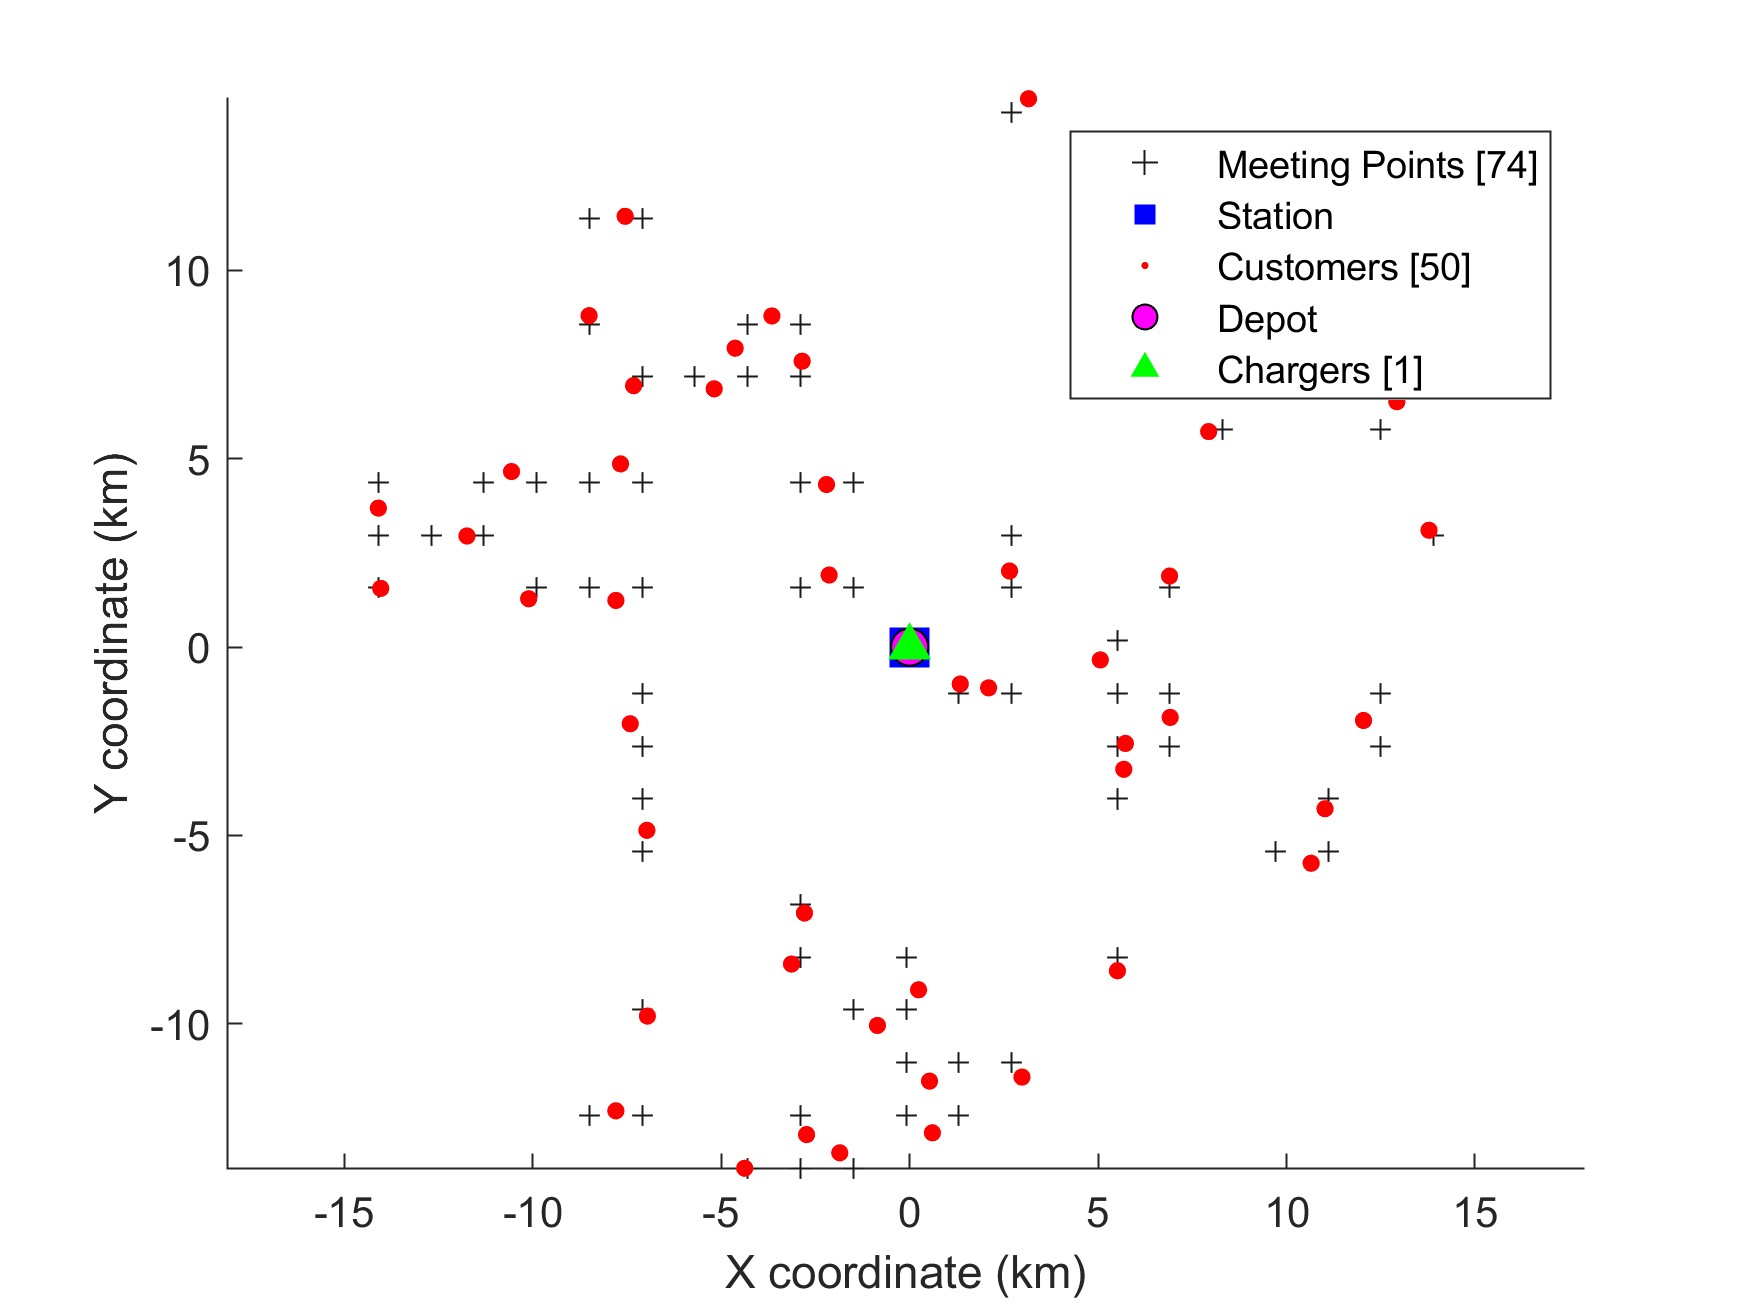 Meeting Points [74]
Station
Customers [50]
Depot
Chargers [1]
10
5
0
-5
-10
Y coordinate (km)
-15 -10 -5 0 5 10 15
X coordinate (km)